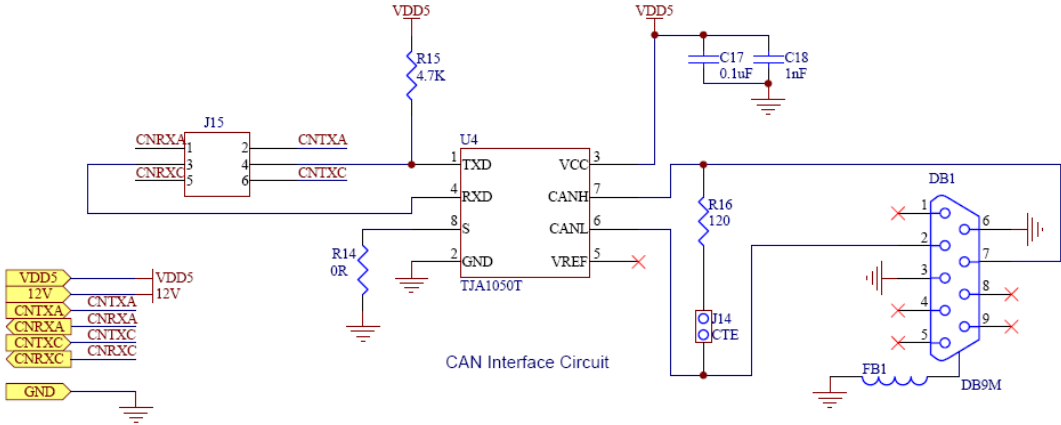 VDD5
VDD5
R15
4.7K
C17
0.1uF
C18
1nF
J15
CNRXA
1
2
CNTXA
3
4
CNRXC
5
6
CNTXC
U4
1
TXD
VCC
3
4
RXD
CANH
7
8
S
CANL
6
2
GND
VREF
5
TJA1050T
R14
0R
R16
120
J14
CTE
DB1
1
6
2
7
3
8
4
9
5
DB9M
FB1
VDD5
VDD5
12V
12V
CNTXA
CNTXA
CNRXA
CNRXA
CNTXC
CNTXC
CNRXC
CNRXC
GND
CAN Interface Circuit